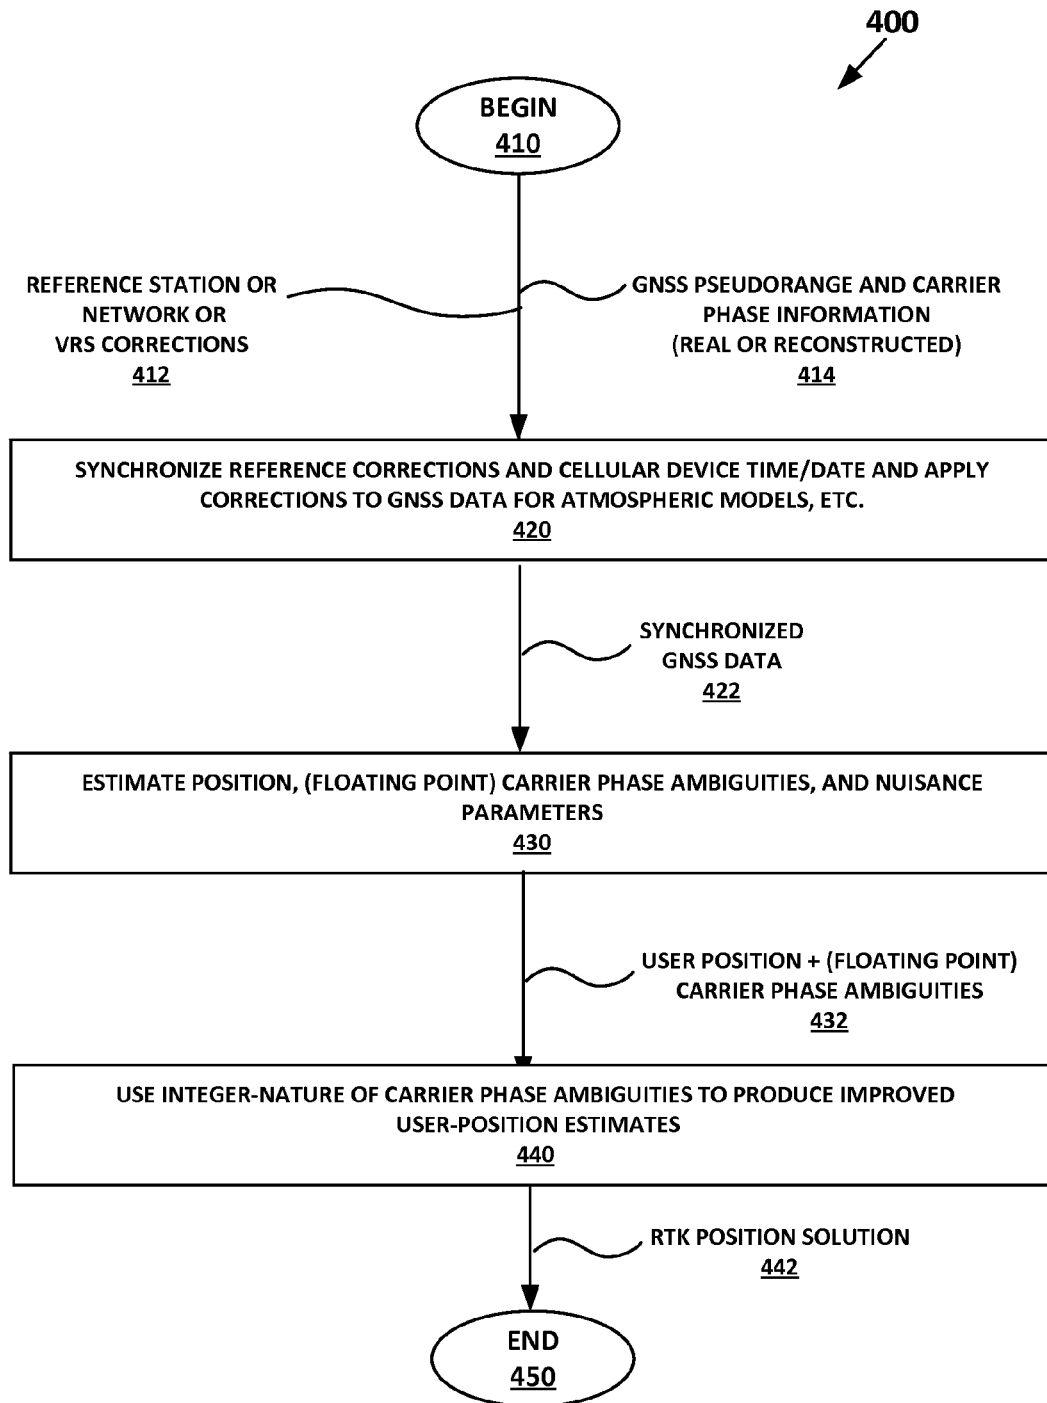 400
BEGIN
410
REFERENCE STATION OR
NETWORK OR
VRS CORRECTIONS
412
GNSS PSEUDORANGE AND CARRIER
PHASE INFORMATION
(REAL OR RECONSTRUCTED)
414
SYNCHRONIZE REFERENCE CORRECTIONS AND CELLULAR DEVICE TIME/DATE AND APPLY
CORRECTIONS TO GNSS DATA FOR ATMOSPHERIC MODELS, ETC.
420
SYNCHRONIZED
GNSS DATA
422
ESTIMATE POSITION, (FLOATING POINT) CARRIER PHASE AMBIGUITIES, AND NUISANCE
PARAMETERS
430
USER POSITION + (FLOATING POINT)
CARRIER PHASE AMBIGUITIES
432
USE INTEGER-NATURE OF CARRIER PHASE AMBIGUITIES TO PRODUCE IMPROVED
USER-POSITION ESTIMATES
440
RTK POSITION SOLUTION
442
END
450